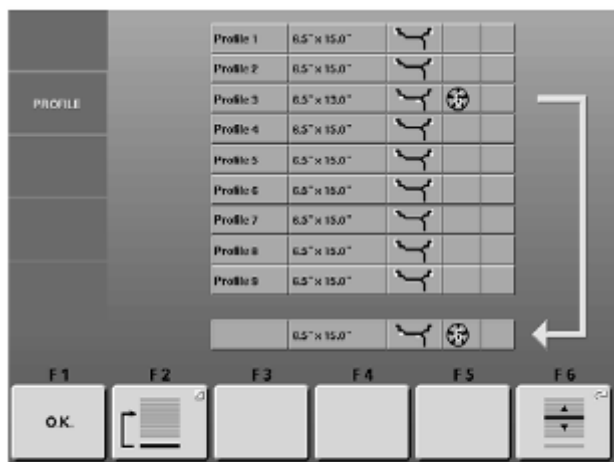 Profile 1 6.5" x 15.0"
Profile 2 6.5" x 15.0"
PROFILE
Profile 3 6.5" x 13.0"
Profile 4 6.5" x 15.0"
Profile 5 6.5" x 15.0"
Profile 6 6.5" x 15.0"
Profile 7 6.5" x 15.0"
Profile 8 6.5" x 15.0"
Profile 9 6.5" x 15.0"
6.5" x 15.0"
F1 F2 F3 F4 F5 F6
O.K.